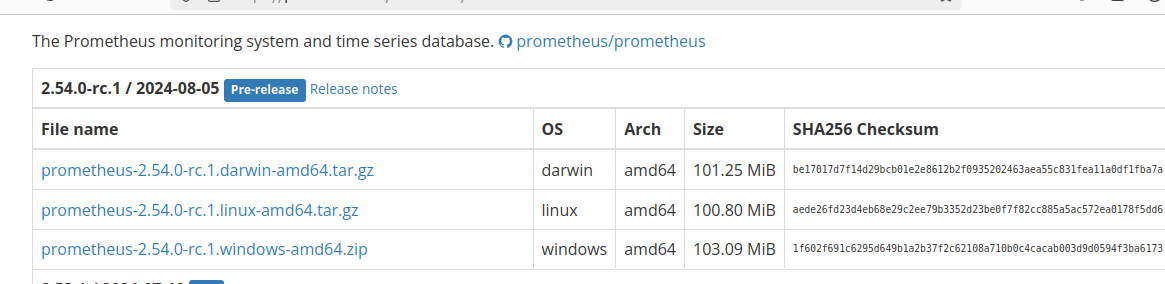 The Prometheus monitoring system and time series database. prometheus/prometheus
2.54.0-rc.1 / 2024-08-05 Pre-release Release notes
File name OS Arch Size SHA256 Checksum
prometheus-2.54.0-rc.1.darwin-amd64.tar.gz darwin amd64 101.25 MiB be17017d7f14d29bcb01e2e8612b2f0935202463aea55c831fea11a0df1fba7a
prometheus-2.54.0-rc.1.linux-amd64.tar.gz linux amd64 100.80 MiB aede26fd23d4eb68e29c2ee79b3352d23be0f7f82cc885a5ac572ea0178f5dd6
prometheus-2.54.0-rc.1.windows-amd64.zip windows amd64 103.09 MiB 1f602f691c6295d649b1a2b37f2c62108a710b0c4cacab003d9d0594f3ba6173